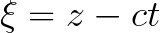 ξ = z − ct